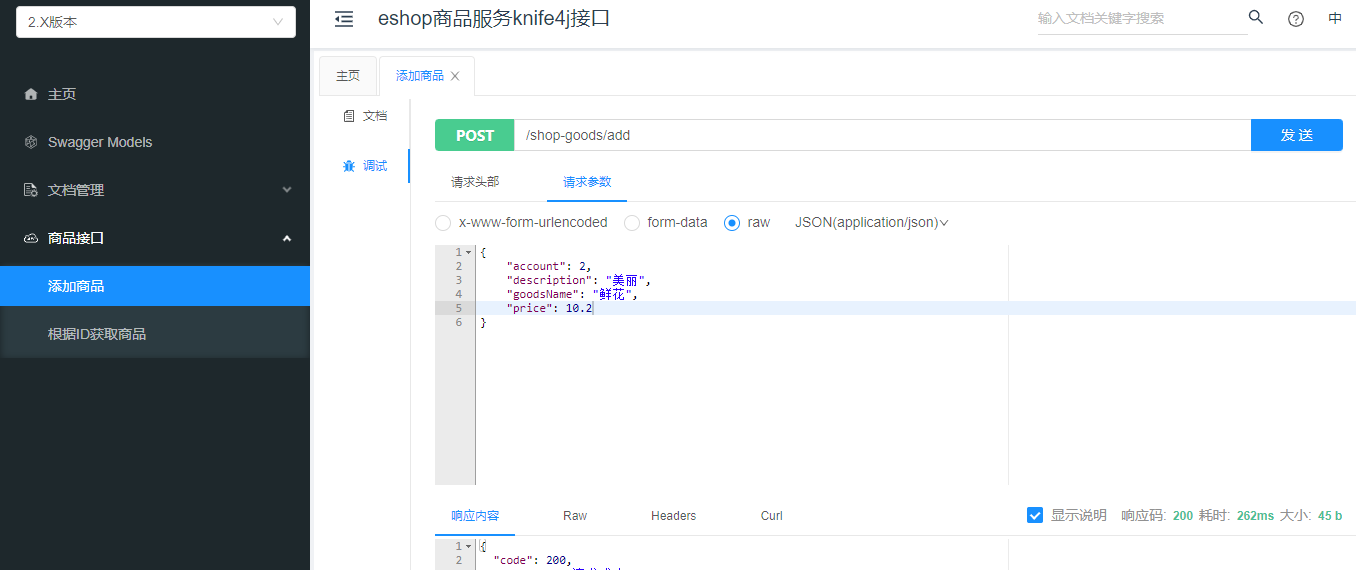 2.X版本
eshop商品服务knife4j接口
输入文档关键字搜索
中
主页
Swagger Models
文档管理
商品接口
添加商品
根据ID获取商品
主页
添加商品
文档
调试
POST
/shop-goods/add
发 送
请求头部
请求参数
x-www-form-urlencoded
form-data
raw
JSON(application/json)
1 {
2 "account": 2,
3 "description": "美丽",
4 "goodsName": "鲜花",
5 "price": 10.2
6 }
响应内容
Raw
Headers
Curl
显示说明
响应码: 200 耗时: 262ms 大小: 45 b
1 {
2 "code": 200,